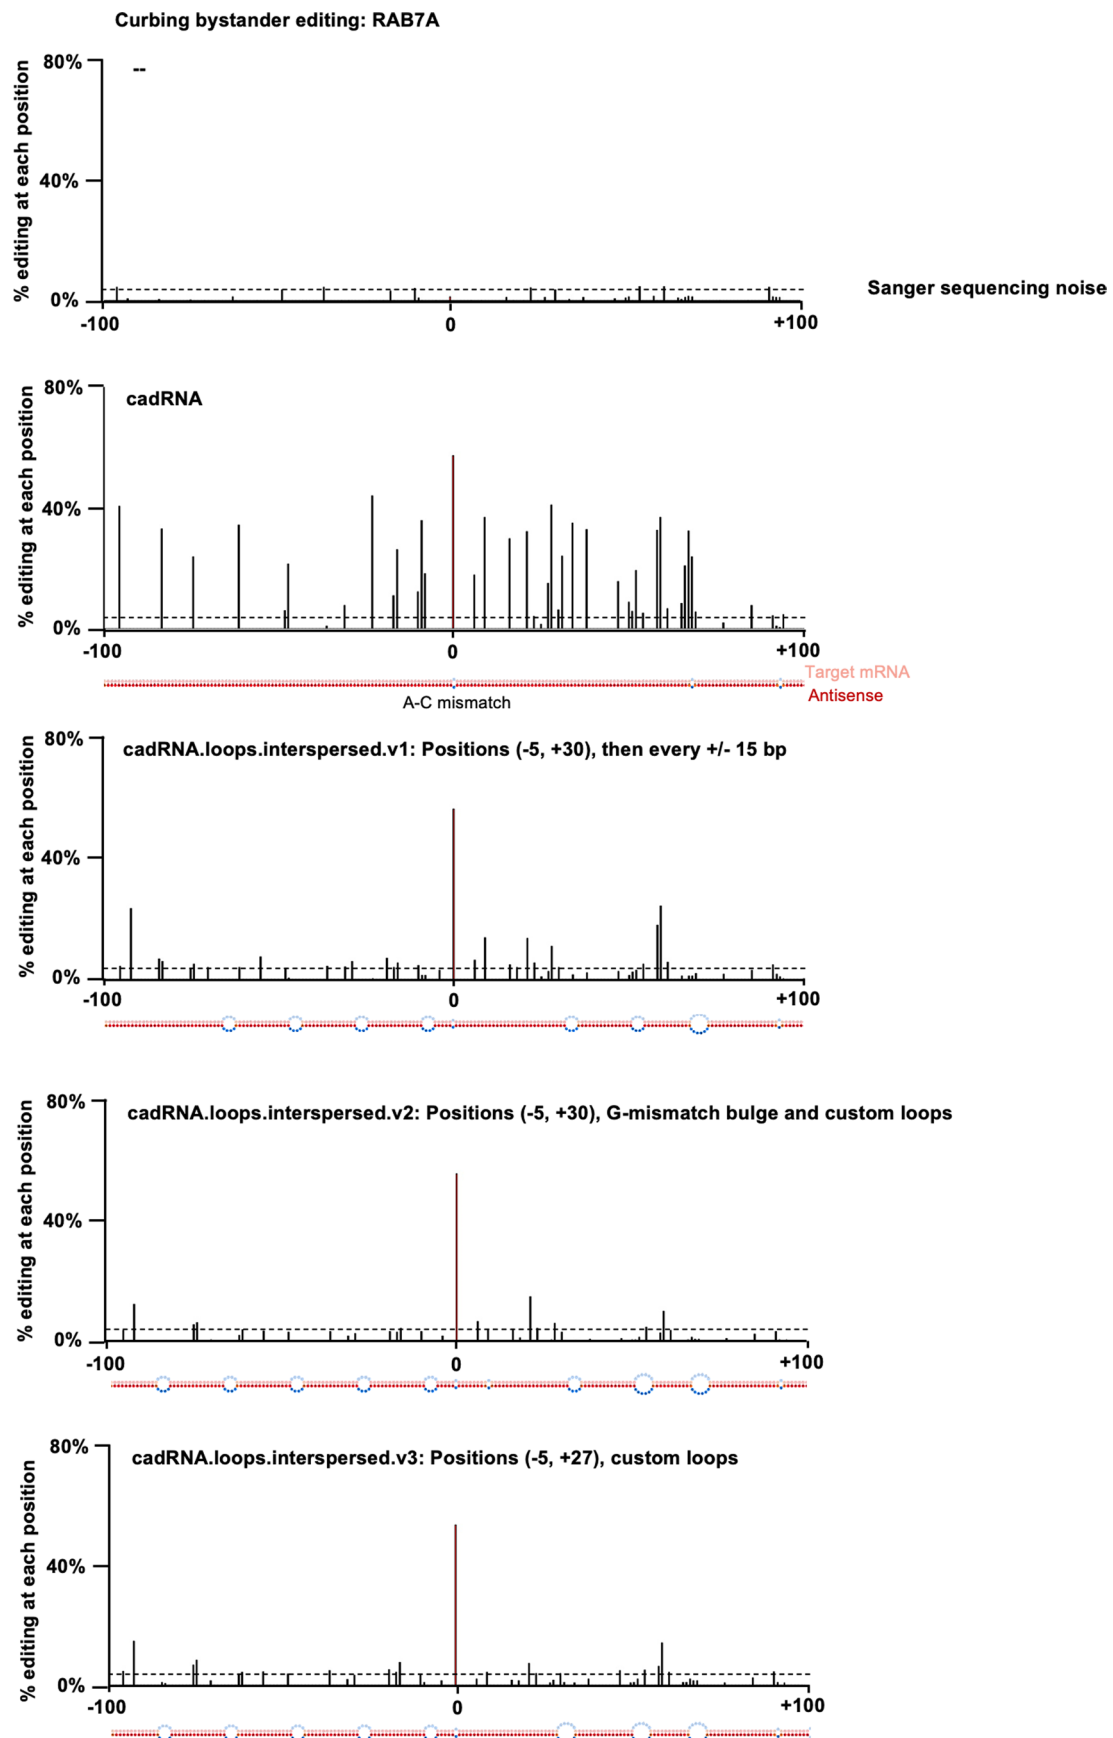 Curbing bystander editing: RAB7A
% editing at each position
80%
--
40%
0%
Sanger sequencing noise
-100
0
+100
% editing at each position
80%
cadRNA
40%
0%
-100
0
+100
Target mRNA
A-C mismatch
Antisense
% editing at each position
80%
cadRNA.loops.interspersed.v1: Positions (-5, +30), then every +/- 15 bp
40%
0%
-100
0
+100
% editing at each position
80%
cadRNA.loops.interspersed.v2: Positions (-5, +30), G-mismatch bulge and custom loops
40%
0%
-100
0
+100
% editing at each position
80%
cadRNA.loops.interspersed.v3: Positions (-5, +27), custom loops
40%
0%
-100
0
+100